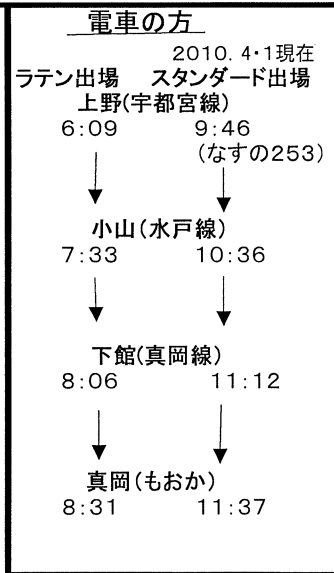 電車の方
2010.4・1現在
ラテン出場 スタンダード出場
上野(宇都宮線)
6:09 9:46
(なすの253)
小山(水戸線)
7:33 10:36
下館(真岡線)
8:06 11:12
真岡(もおか)
8:31 11:37